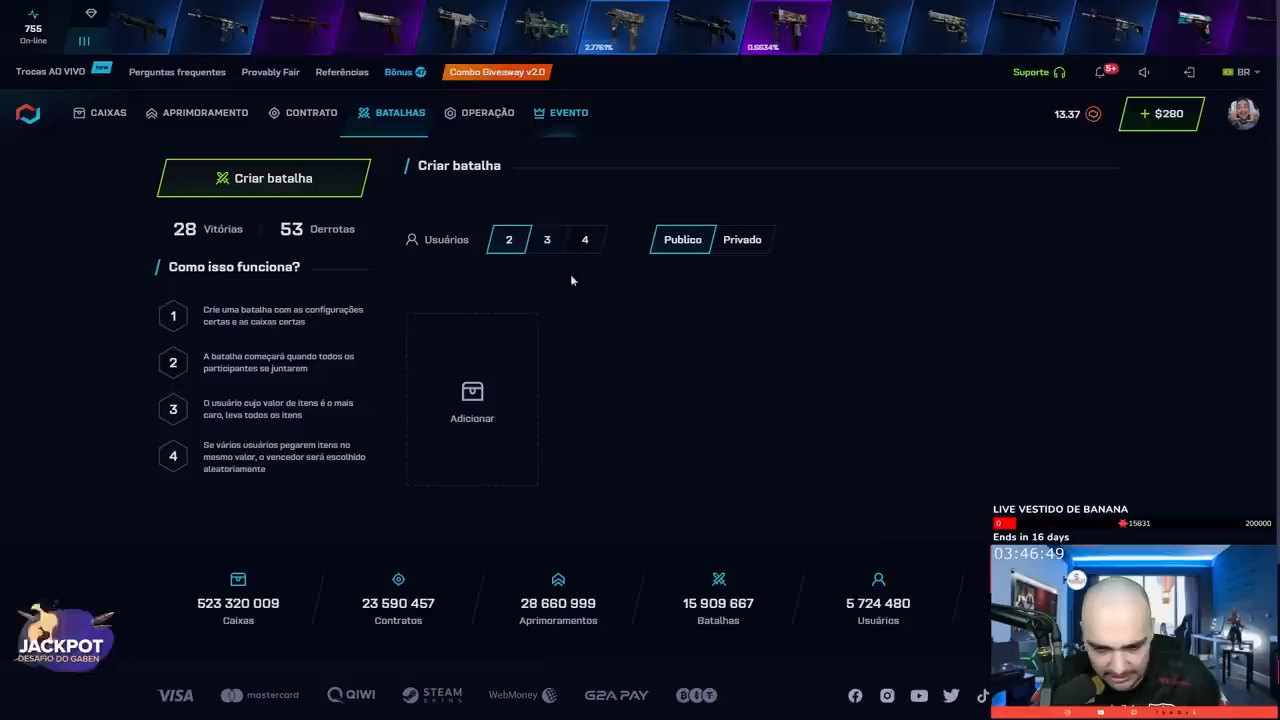 755
On-line
2.7761%
0.6634%
Trocas AO VIVO new
Perguntas frequentes
Provably Fair
Referências
Bônus
Combo Giveaway v2.0
Suporte
5+
BR
CAIXAS
APRIMORAMENTO
CONTRATO
BATALHAS
OPERAÇÃO
EVENTO
13.37
+ $280
Criar batalha
28 Vitórias
53 Derrotas
Como isso funciona?
1
Crie uma batalha com as configurações
certas e as caixas certas
2
A batalha começará quando todos os
participantes se juntarem
3
O usuário cujo valor de itens é o mais
caro, leva todos os itens
4
Se vários usuários pegarem itens no
mesmo valor, o vencedor será escolhido
aleatoriamente
Criar batalha
Usuários 2 3 4
Publico Privado
Adicionar
LIVE VESTIDO DE BANANA
0 15831 200000
Ends in 16 days
03:46:49
523 320 009
Caixas
23 590 457
Contratos
28 660 999
Aprimoramentos
15 909 667
Batalhas
5 724 480
Usuários
JACKPOT
DESAFIO DO GABEN
VISA
mastercard
QIWI
STEAM
SKINS
WebMoney
G2A PAY